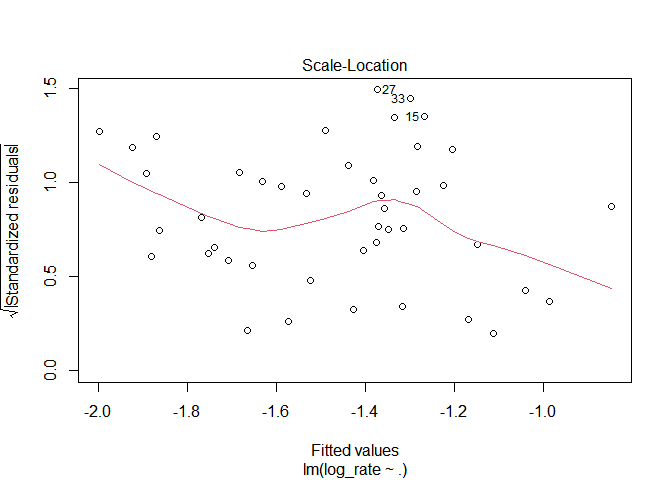 Scale-Location
√|Standardized residuals|
1.5
1.0
0.5
0.0
27
33
15
-2.0 -1.8 -1.6 -1.4 -1.2 -1.0
Fitted values
lm(log_rate ~ .)